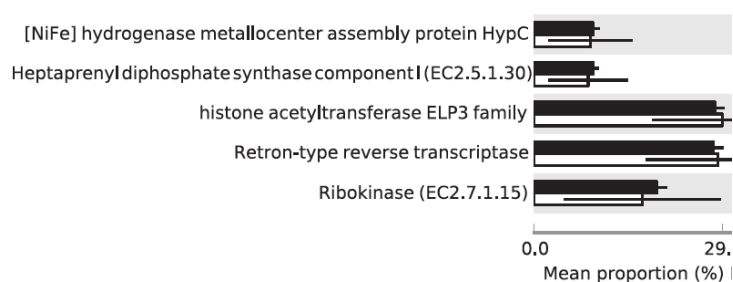 [NiFe] hydrogenase metallocenter assembly protein HypC
Heptaprenyl diphosphate synthase component I (EC2.5.1.30)
histone acetyltransferase ELP3 family
Retron-type reverse transcriptase
Ribokinase (EC2.7.1.15)
0.0 29.
Mean proportion (%)